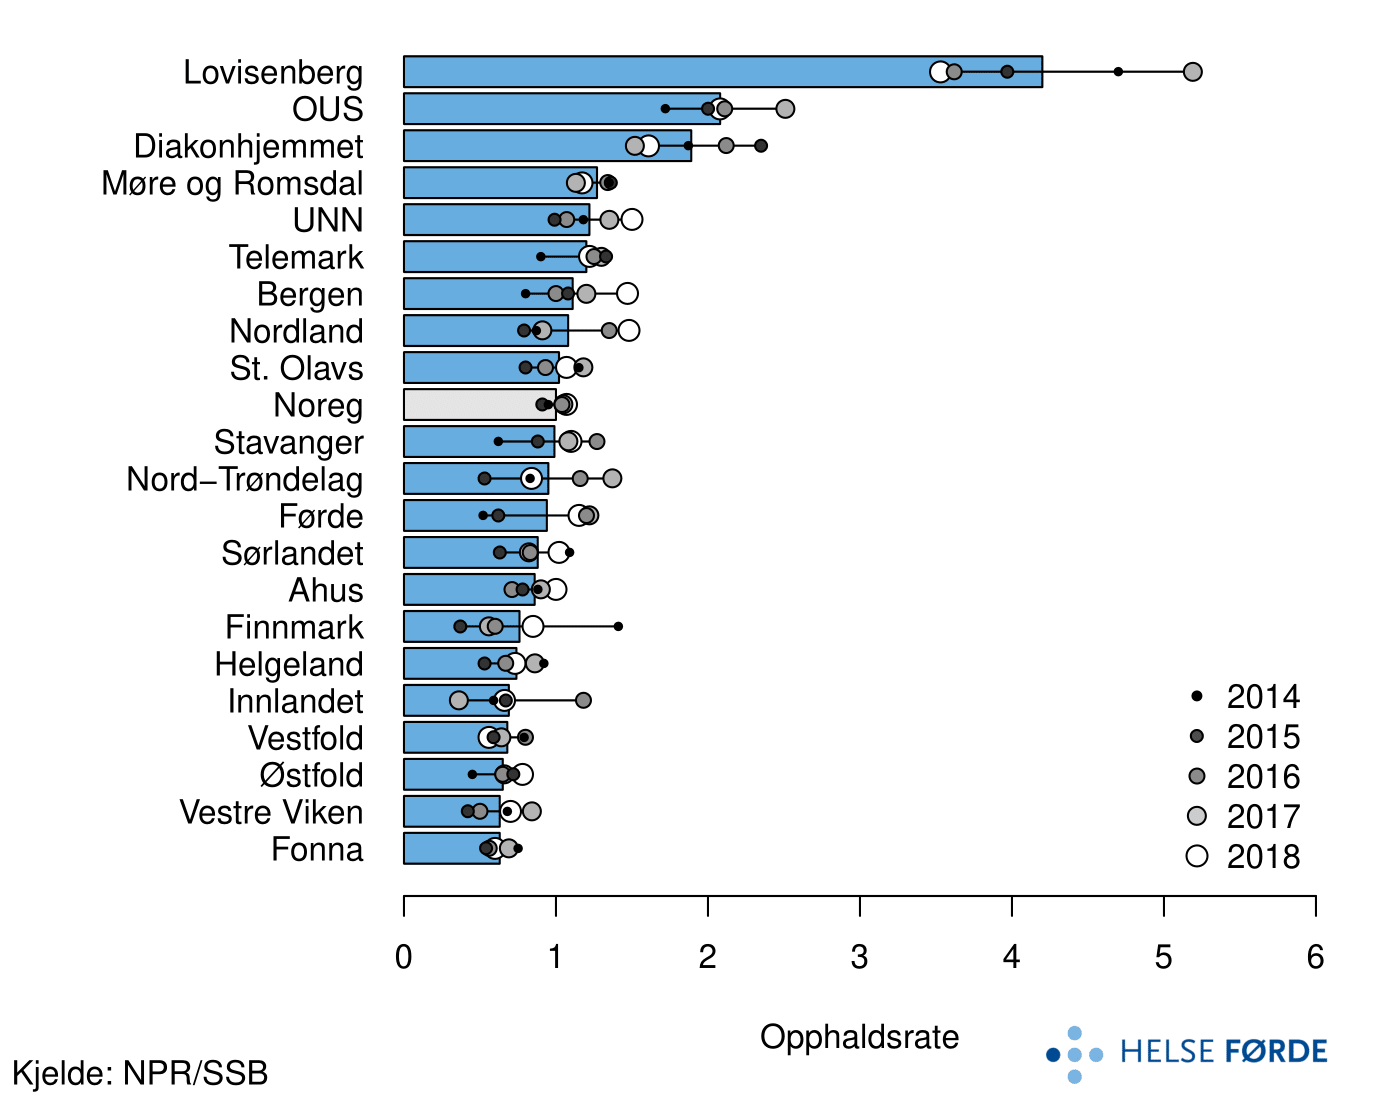 Lovisenberg
OUS
Diakonhjemmet
Møre og Romsdal
UNN
Telemark
Bergen
Nordland
St. Olavs
Noreg
Stavanger
Nord−Trøndelag
Førde
Sørlandet
Ahus
Finnmark
Helgeland
Innlandet
Vestfold
Østfold
Vestre Viken
Fonna
2014
2015
2016
2017
2018
0 1 2 3 4 5 6
Opphaldsrate
HELSE FØRDE
Kjelde: NPR/SSB